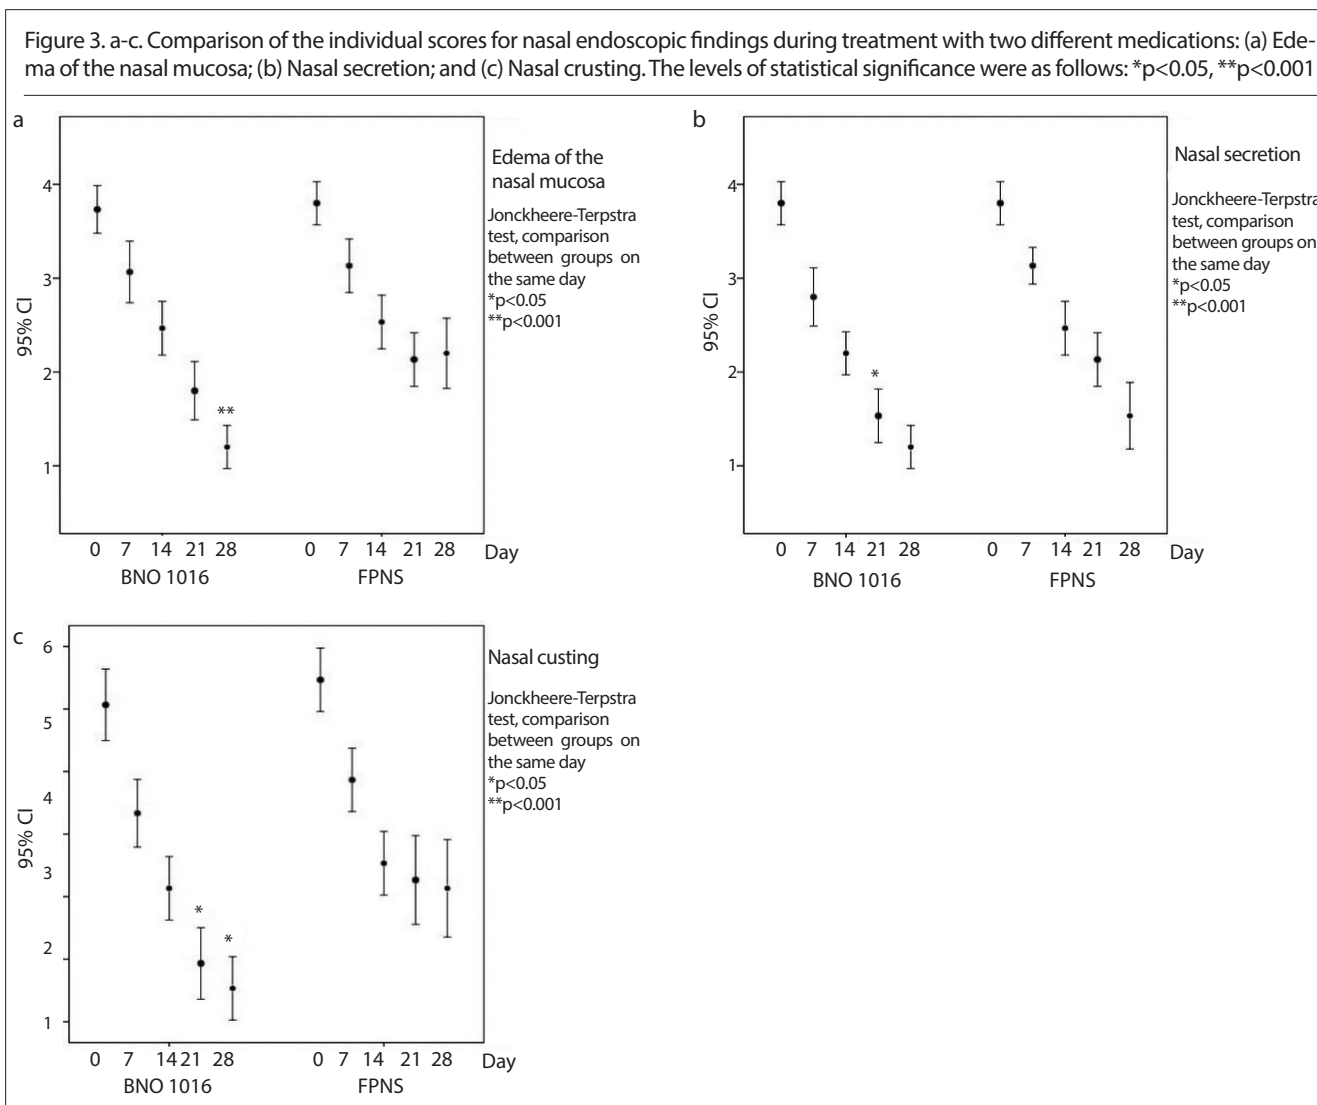 Figure 3. a-c. Comparison of the individual scores for nasal endoscopic findings during treatment with two different medications: (a) Ede-
ma of the nasal mucosa; (b) Nasal secretion; and (c) Nasal crusting. The levels of statistical significance were as follows: *p<0.05, **p<0.001
a
4
3
2
1
95% CI
**
0 7 14 21 28 0 7 14 21 28 Day
BNO 1016 FPNS
Edema of the
nasal mucosa
Jonckheere-Terpstra
test, comparison
between groups on
the same day
*p<0.05
**p<0.001
b
4
3
2
1
95% CI
*
0 7 14 21 28 0 7 14 21 28 Day
BNO 1016 FPNS
Nasal secretion
Jonckheere-Terpstra
test, comparison
between groups on
the same day
*p<0.05
**p<0.001
c
6
5
4
3
2
1
95% CI
* *
0 7 14 21 28 0 7 14 21 28 Day
BNO 1016 FPNS
Nasal custing
Jonckheere-Terpstra
test, comparison
between groups on
the same day
*p<0.05
**p<0.001